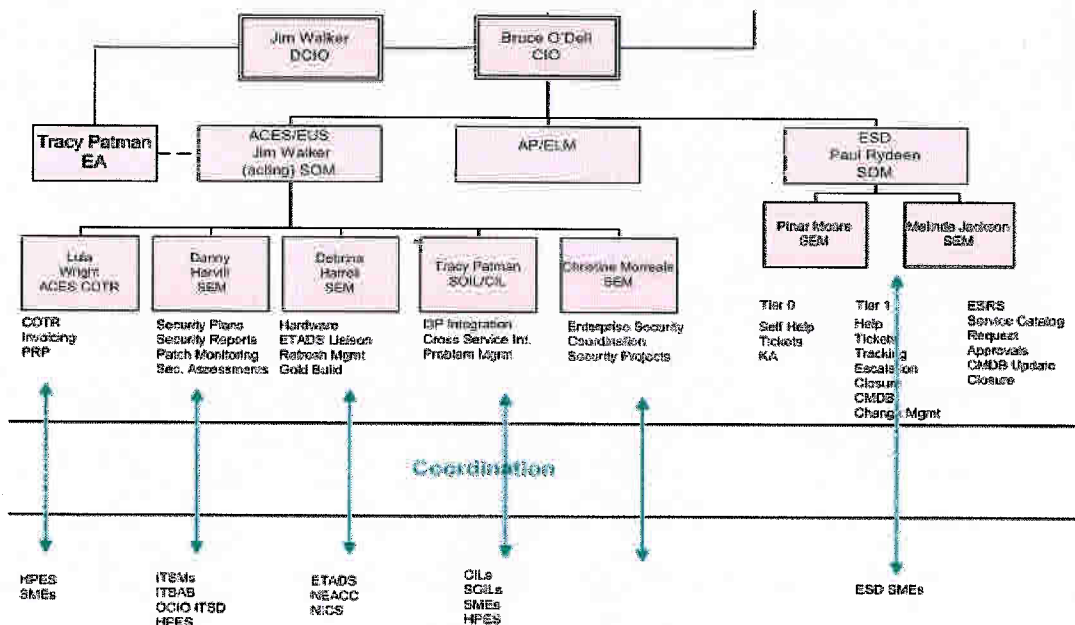 Jim Walker
DCIO
Bruce O'Dell
CIO
Tracy Patman
EA
ACES/EUS
Jim Walker
(acting) SOM
AP/ELM
ESD
Paul Rydeen
SOM
Pinar Moore
SEM
Melinda Jackson
SEM
Lula
Wright
ACES COTR
Danny
Harvill
SEM
Debrina
Harrell
SEM
Tracy Patman
SOIL/CIL
Christine Morreale
SEM
COTR
Invoicing
PRP
Security Plans
Security Reports
Patch Monitoring
Sec. Assessments
Hardware
ETADS Liaison
Refresh Mgmt
Gold Build
I3P Integration
Cross Service Int.
Problem Mgmt
Enterprise Security
Coordination
Security Projects
Tier 0
Self Help
Tickets
KA
Tier 1
Help
Tickets
Tracking
Escalation
Closure
CMDB
Change Mgmt
ESRS
Service Catalog
Request
Approvals
CMDB Update
Closure
Coordination
HPES
SMEs
ITSMs
ITSAB
OCIO ITSD
HPES
ETADS
NEACC
NICS
CILs
SOILs
SMEs
HPES
ESD SMEs